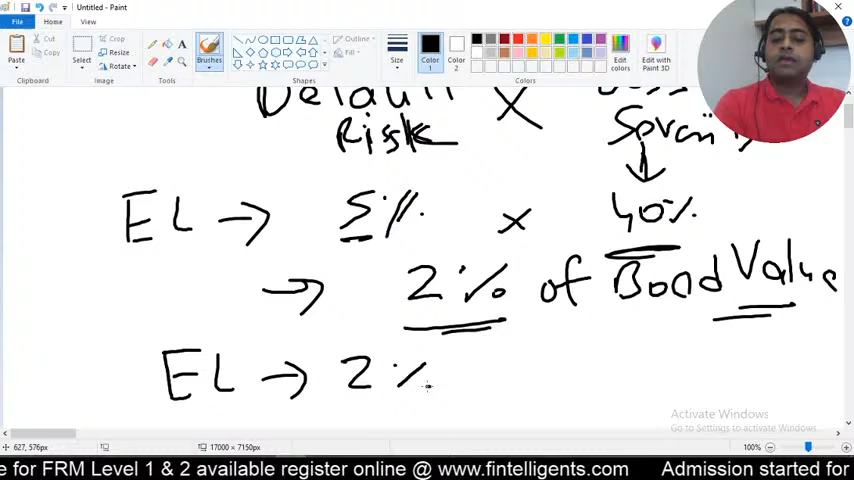 Untitled - Paint
File Home View
Paste Cut Copy Select Crop Resize Rotate Brushes Outline Fill Size Color 1 Color 2 Edit colors Edit with Paint 3D
Clipboard Image Tools Shapes Colors
Default X
Risk
EL → 5% x 40%
→ 2% of Bond Value
EL → 2%
Activate Windows
Go to Settings to activate Windows.
627, 576px 17000 × 7150px 100%
e for FRM Level 1 & 2 available register online @ www.fintelligents.com Admission started for